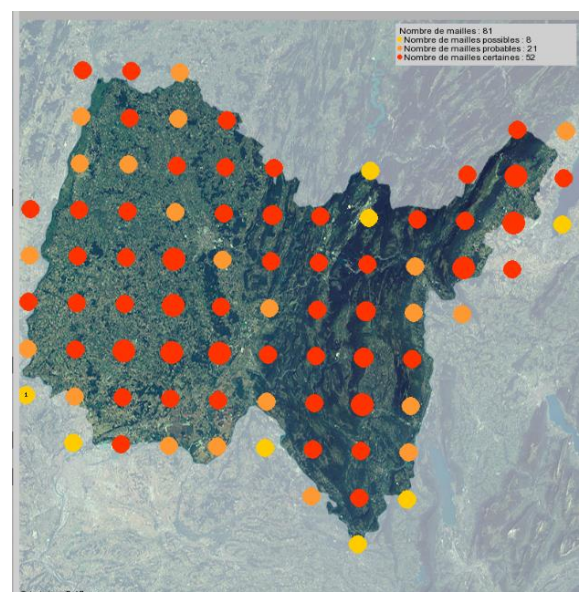 Nombre de mailles : 81
Nombre de mailles possibles : 8
Nombre de mailles probables : 21
Nombre de mailles certaines : 52
1